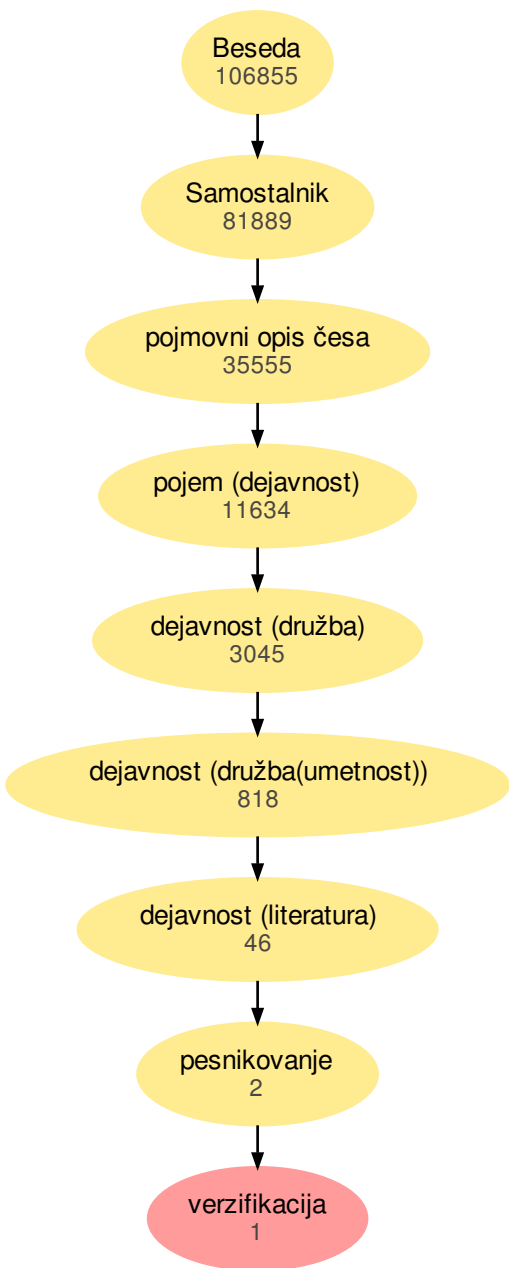 Beseda
106855
Samostalnik
81889
pojmovni opis česa
35555
pojem (dejavnost)
11634
dejavnost (družba)
3045
dejavnost (družba(umetnost))
818
dejavnost (literatura)
46
pesnikovanje
2
verzifikacija
1